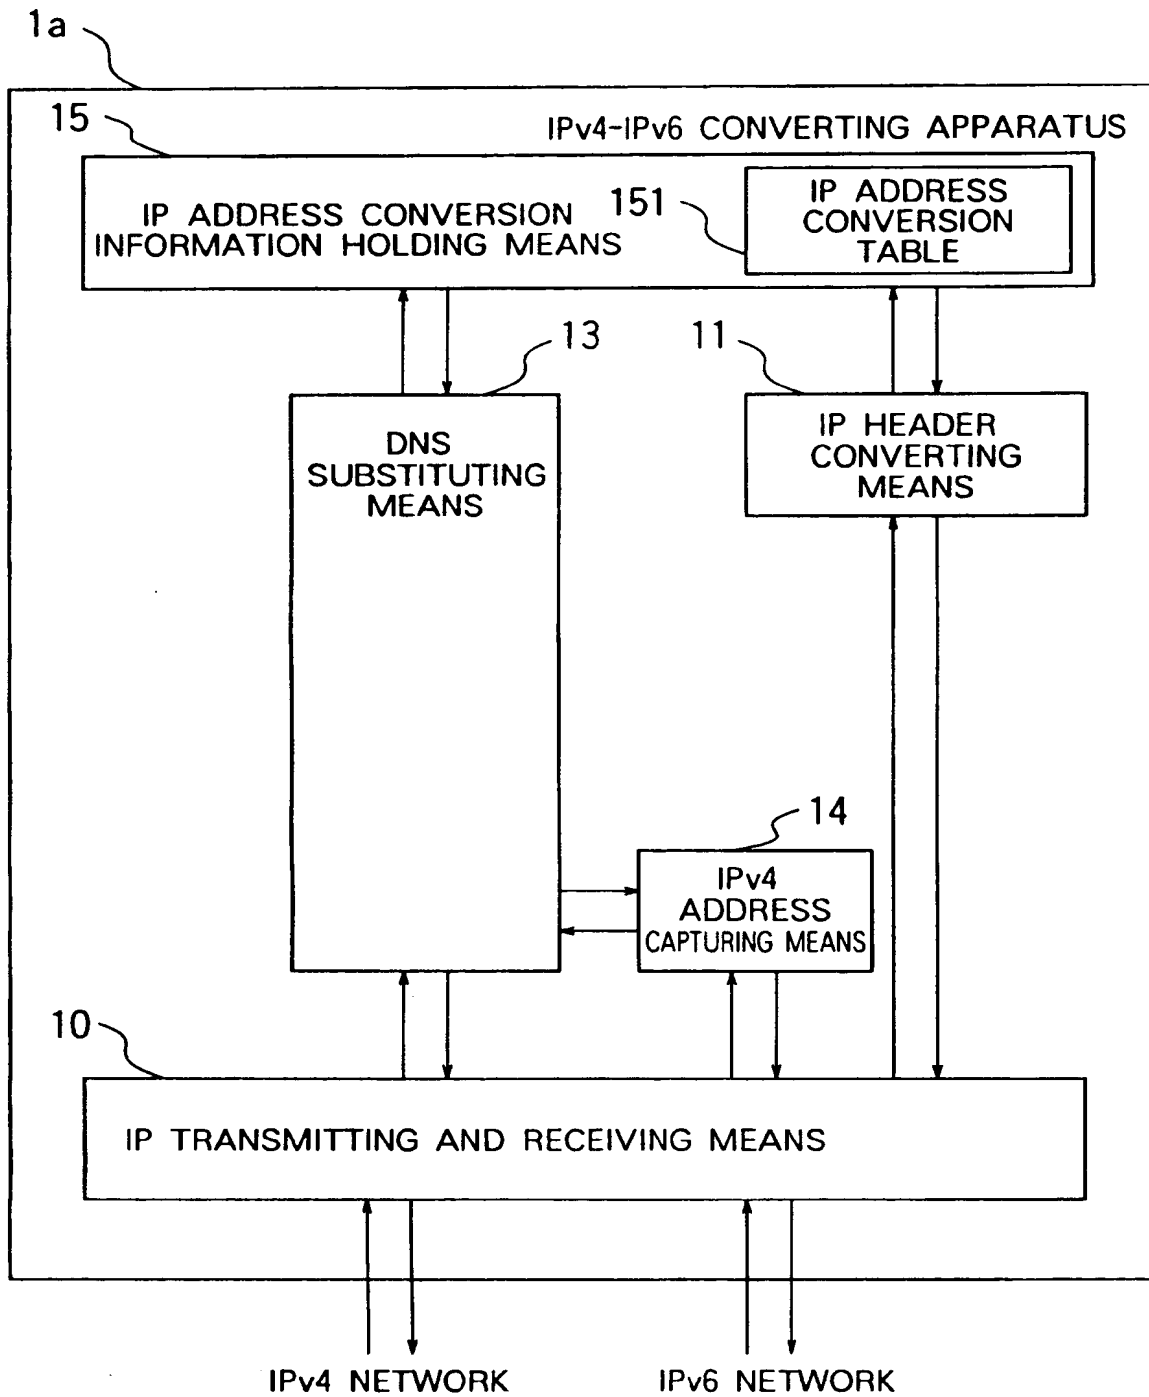 1a
15
IPv4-IPv6 CONVERTING APPARATUS
IP ADDRESS CONVERSION
INFORMATION HOLDING MEANS
151
IP ADDRESS
CONVERSION
TABLE
13
11
DNS
SUBSTITUTING
MEANS
IP HEADER
CONVERTING
MEANS
14
IPv4
ADDRESS
CAPTURING MEANS
10
IP TRANSMITTING AND RECEIVING MEANS
IPv4 NETWORK
IPv6 NETWORK